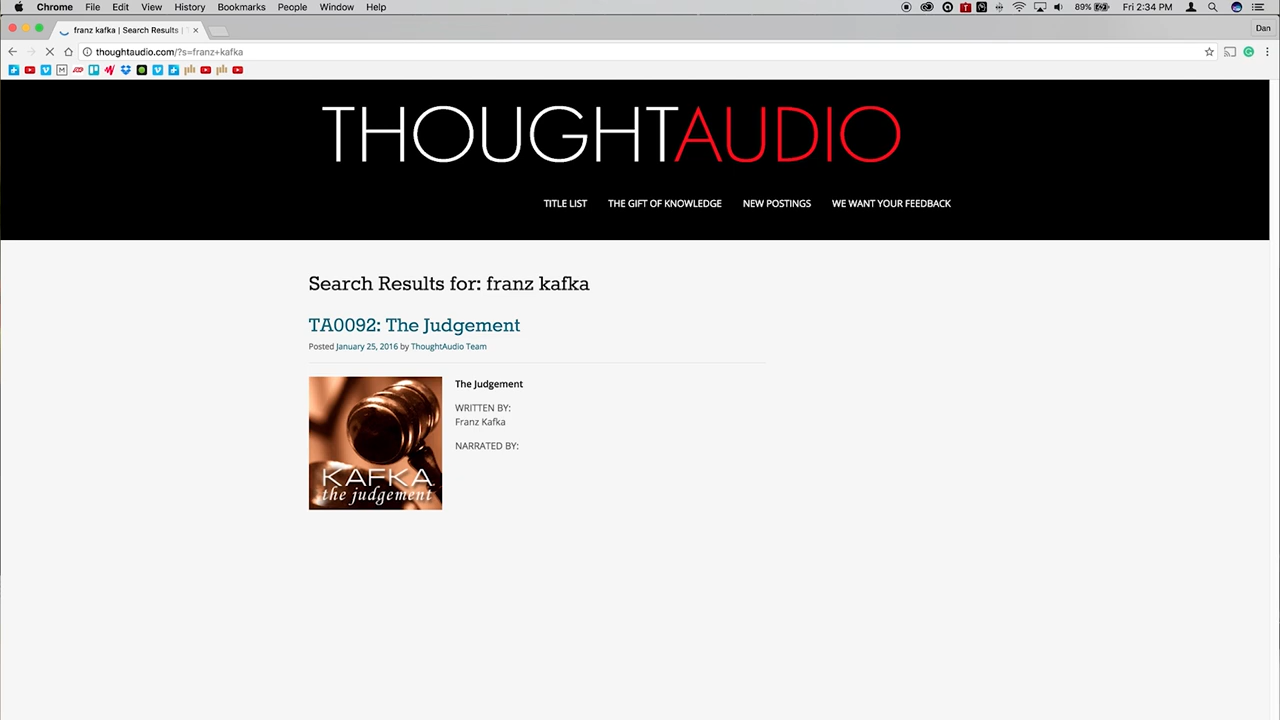 Chrome File Edit View History Bookmarks People Window Help 89% Fri 2:34 PM
franz kafka | Search Results | Dan
thoughtaudio.com/?s=franz+kafka
THOUGHTAUDIO
TITLE LIST THE GIFT OF KNOWLEDGE NEW POSTINGS WE WANT YOUR FEEDBACK
Search Results for: franz kafka
TA0092: The Judgement
Posted January 25, 2016 by ThoughtAudio Team
The Judgement
WRITTEN BY:
Franz Kafka
NARRATED BY:
KAFKA
the judgement